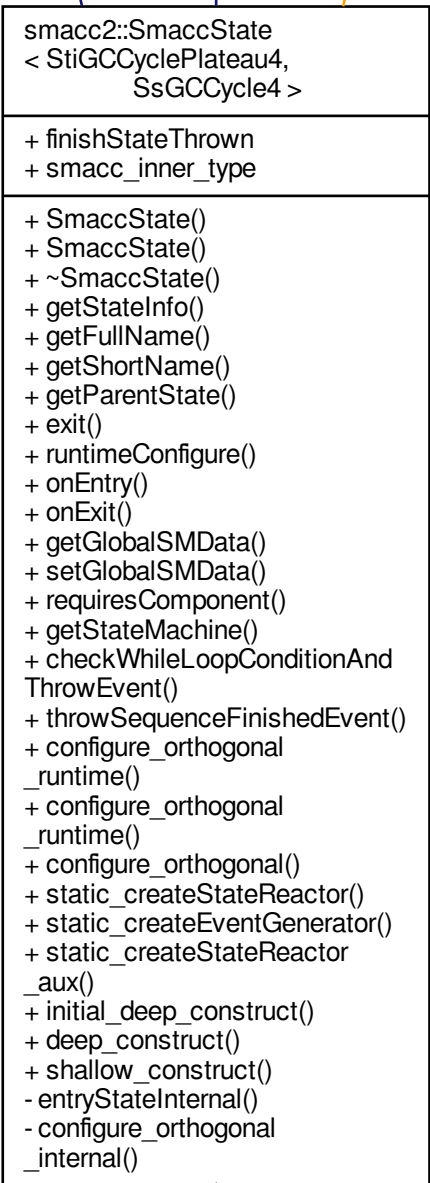 smacc2::SmaccState
< StiGCCyclePlateau4,
SsGCCycle4 >
+ finishStateThrown
+ smacc_inner_type
+ SmaccState()
+ SmaccState()
+ ~SmaccState()
+ getStateInfo()
+ getFullName()
+ getShortName()
+ getParentState()
+ exit()
+ runtimeConfigure()
+ onEntry()
+ onExit()
+ getGlobalSMData()
+ setGlobalSMData()
+ requiresComponent()
+ getStateMachine()
+ checkWhileLoopConditionAnd
ThrowEvent()
+ throwSequenceFinishedEvent()
+ configure_orthogonal
_runtime()
+ configure_orthogonal
_runtime()
+ configure_orthogonal()
+ static_createStateReactor()
+ static_createEventGenerator()
+ static_createStateReactor
_aux()
+ initial_deep_construct()
+ deep_construct()
+ shallow_construct()
- entryStateInternal()
- configure_orthogonal
_internal()